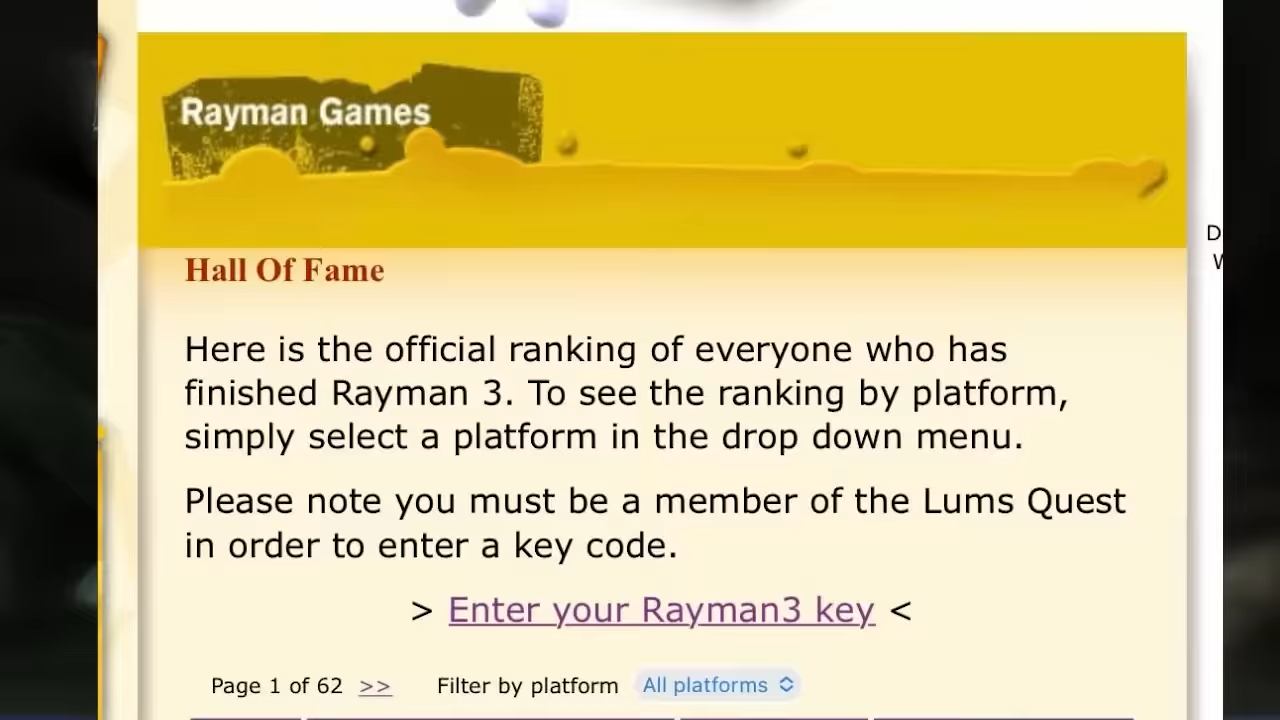 Rayman Games
Hall Of Fame
Here is the official ranking of everyone who has
finished Rayman 3. To see the ranking by platform,
simply select a platform in the drop down menu.
Please note you must be a member of the Lums Quest
in order to enter a key code.
> Enter your Rayman3 key <
Page 1 of 62 >> Filter by platform All platforms